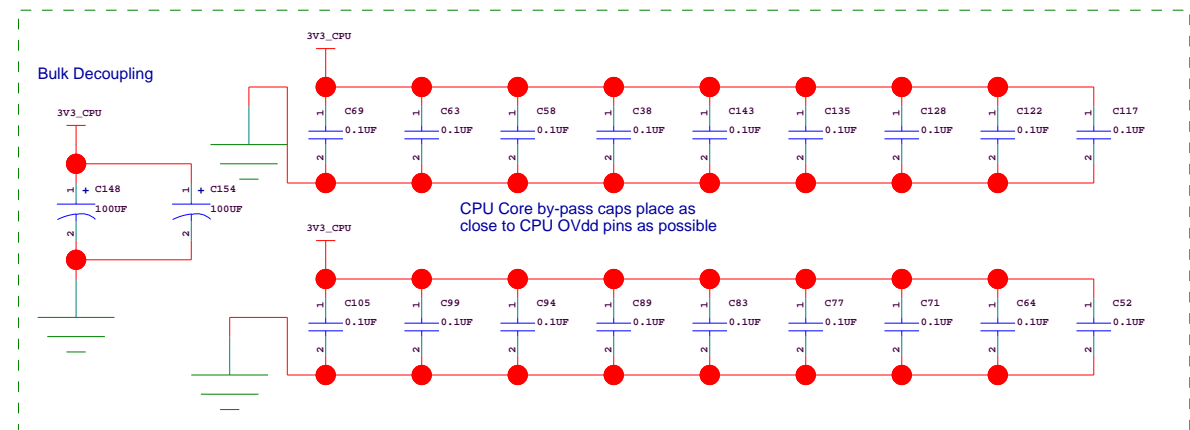 Bulk Decoupling
3V3_CPU
1 + C148
100UF
2
1 + C154
100UF
2
3V3_CPU
1 C69
0.1UF
2
1 C63
0.1UF
2
1 C58
0.1UF
2
1 C38
0.1UF
2
1 C143
0.1UF
2
1 C135
0.1UF
2
1 C128
0.1UF
2
1 C122
0.1UF
2
1 C117
0.1UF
2
CPU Core by-pass caps place as
close to CPU OVdd pins as possible
3V3_CPU
1 C105
0.1UF
2
1 C99
0.1UF
2
1 C94
0.1UF
2
1 C89
0.1UF
2
1 C83
0.1UF
2
1 C77
0.1UF
2
1 C71
0.1UF
2
1 C64
0.1UF
2
1 C52
0.1UF
2